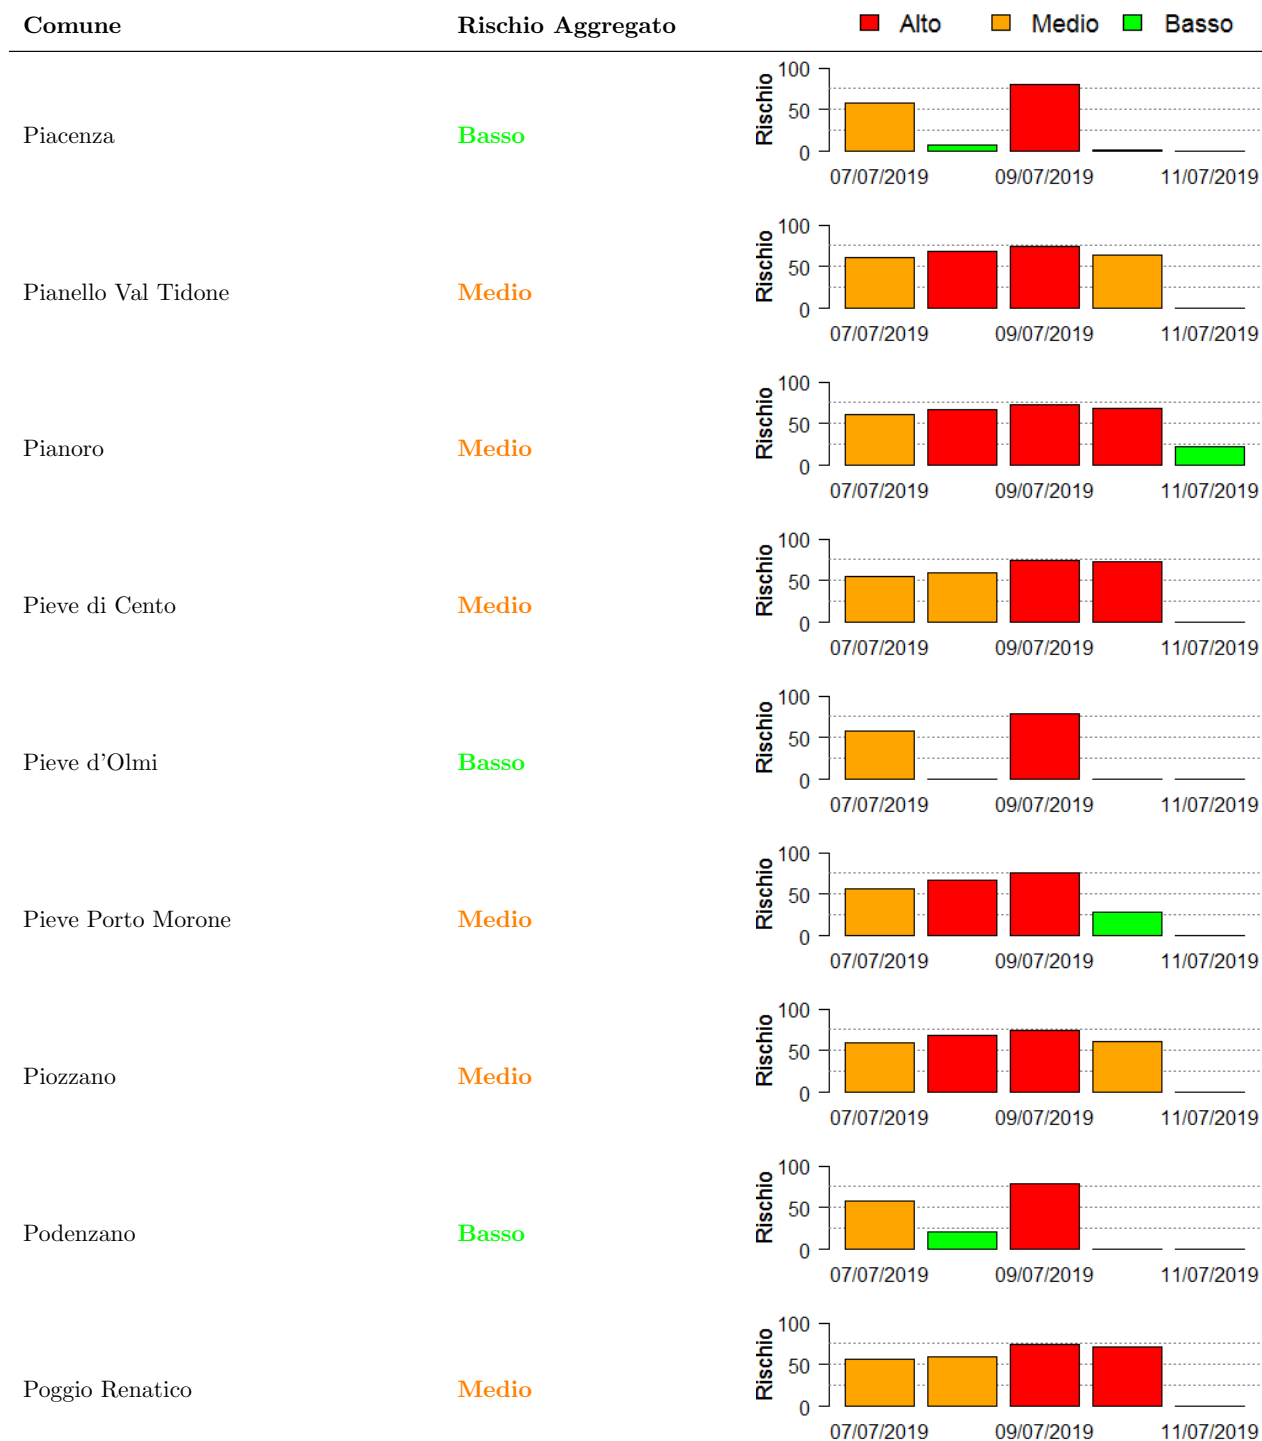 Comune Rischio Aggregato Alto Medio Basso
100
50
0
Rischio
Piacenza Basso
07/07/2019 09/07/2019 11/07/2019
100
50
0
Rischio
Pianello Val Tidone Medio
07/07/2019 09/07/2019 11/07/2019
100
50
0
Rischio
Pianoro Medio
07/07/2019 09/07/2019 11/07/2019
100
50
0
Rischio
Pieve di Cento Medio
07/07/2019 09/07/2019 11/07/2019
100
50
0
Rischio
Pieve d'Olmi Basso
07/07/2019 09/07/2019 11/07/2019
100
50
0
Rischio
Pieve Porto Morone Medio
07/07/2019 09/07/2019 11/07/2019
100
50
0
Rischio
Piozzano Medio
07/07/2019 09/07/2019 11/07/2019
100
50
0
Rischio
Podenzano Basso
07/07/2019 09/07/2019 11/07/2019
100
50
0
Rischio
Poggio Renatico Medio
07/07/2019 09/07/2019 11/07/2019